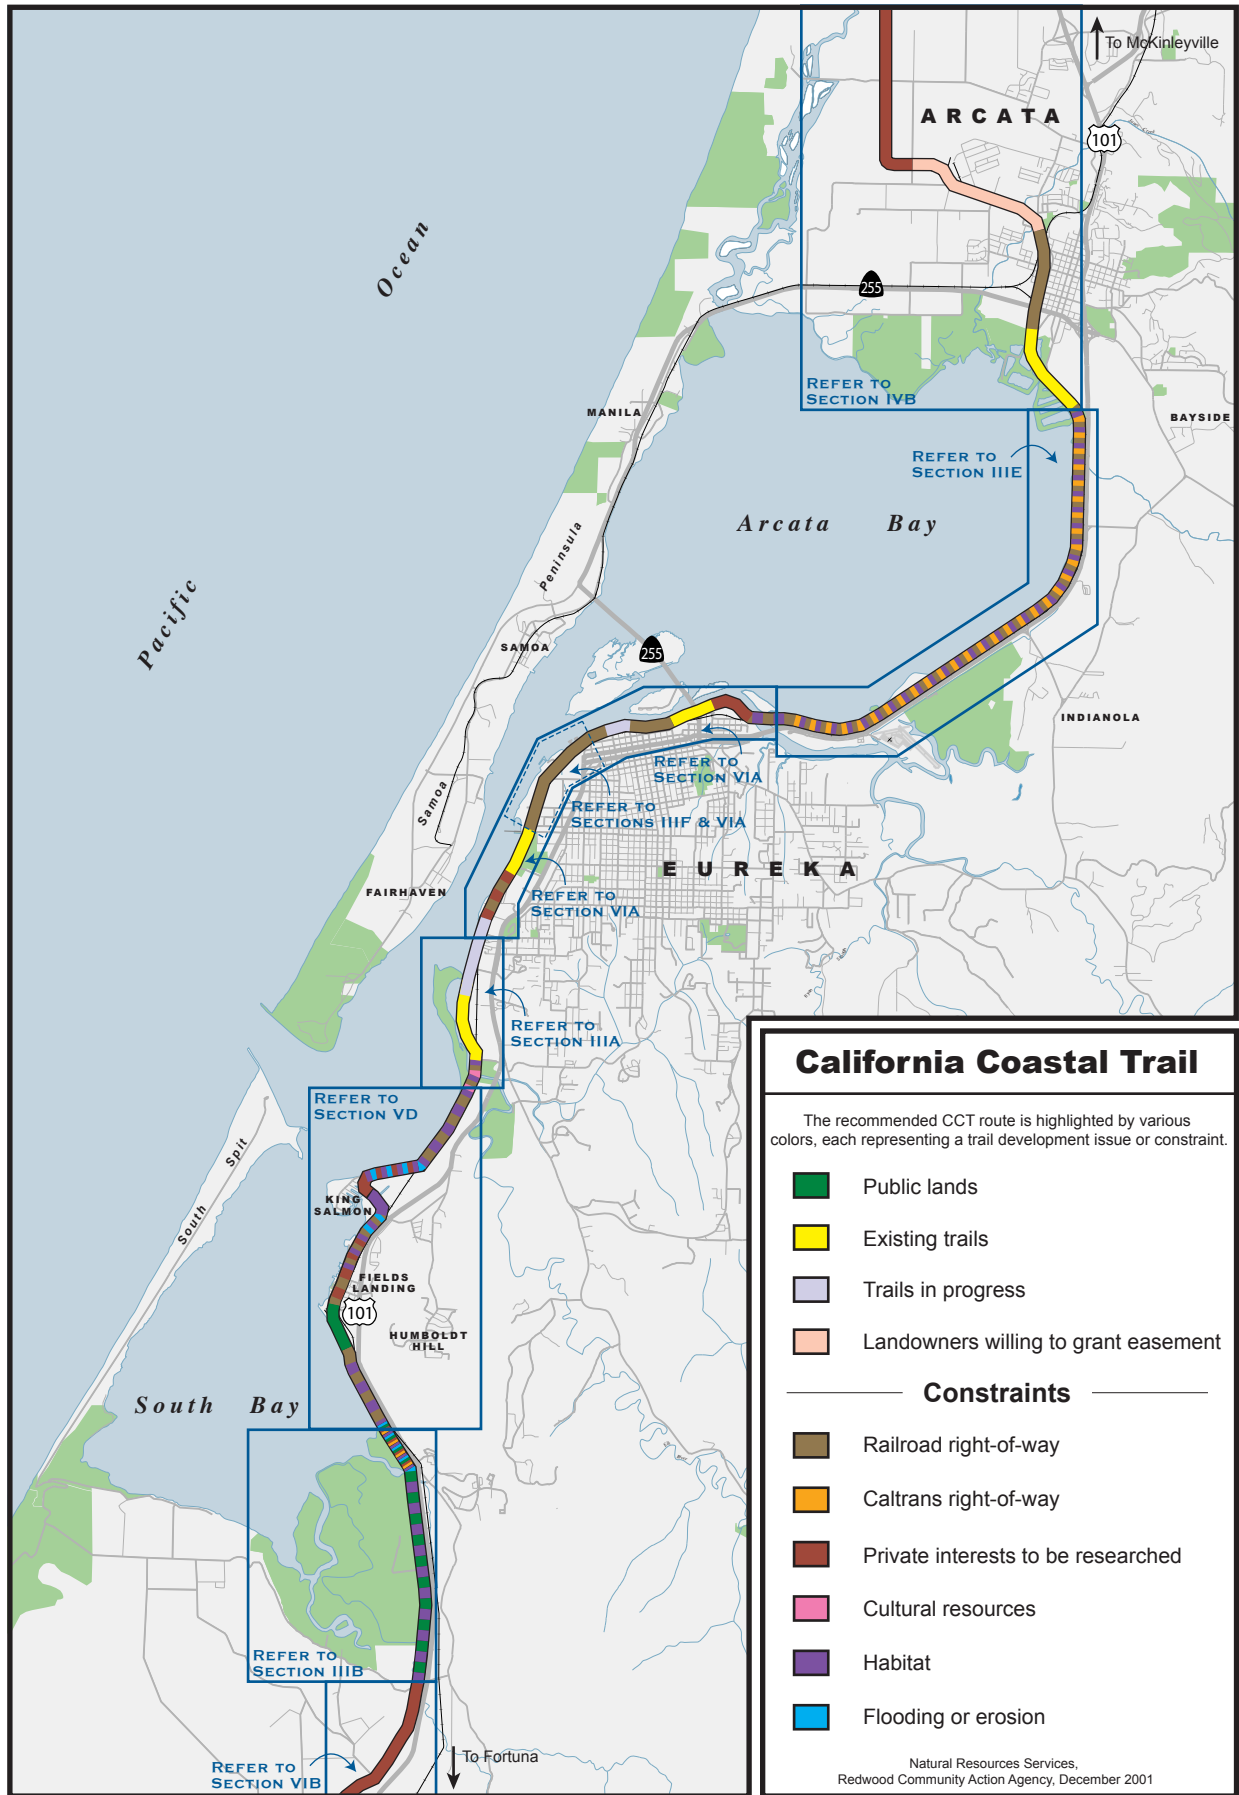 To McKinleyville
ARCATA
101
Ocean
255
REFER TO
SECTION IVB
MANILA
BAYSIDE
REFER TO
SECTION IIIE
Arcata Bay
Peninsula
Pacific
SAMOA
255
INDIANOLA
REFER TO
SECTION VIA
Samoa
REFER TO
SECTIONS IIIF & VIA
EUREKA
FAIRHAVEN
REFER TO
SECTION VIA
REFER TO
SECTION IIIA
REFER TO
SECTION VD
South Spit
KING
SALMON
FIELDS
LANDING
101
HUMBOLDT
HILL
South Bay
REFER TO
SECTION IIIB
REFER TO
SECTION VIB
To Fortuna
California Coastal Trail
The recommended CCT route is highlighted by various
colors, each representing a trail development issue or constraint.
Public lands
Existing trails
Trails in progress
Landowners willing to grant easement
Constraints
Railroad right-of-way
Caltrans right-of-way
Private interests to be researched
Cultural resources
Habitat
Flooding or erosion
Natural Resources Services,
Redwood Community Action Agency, December 2001